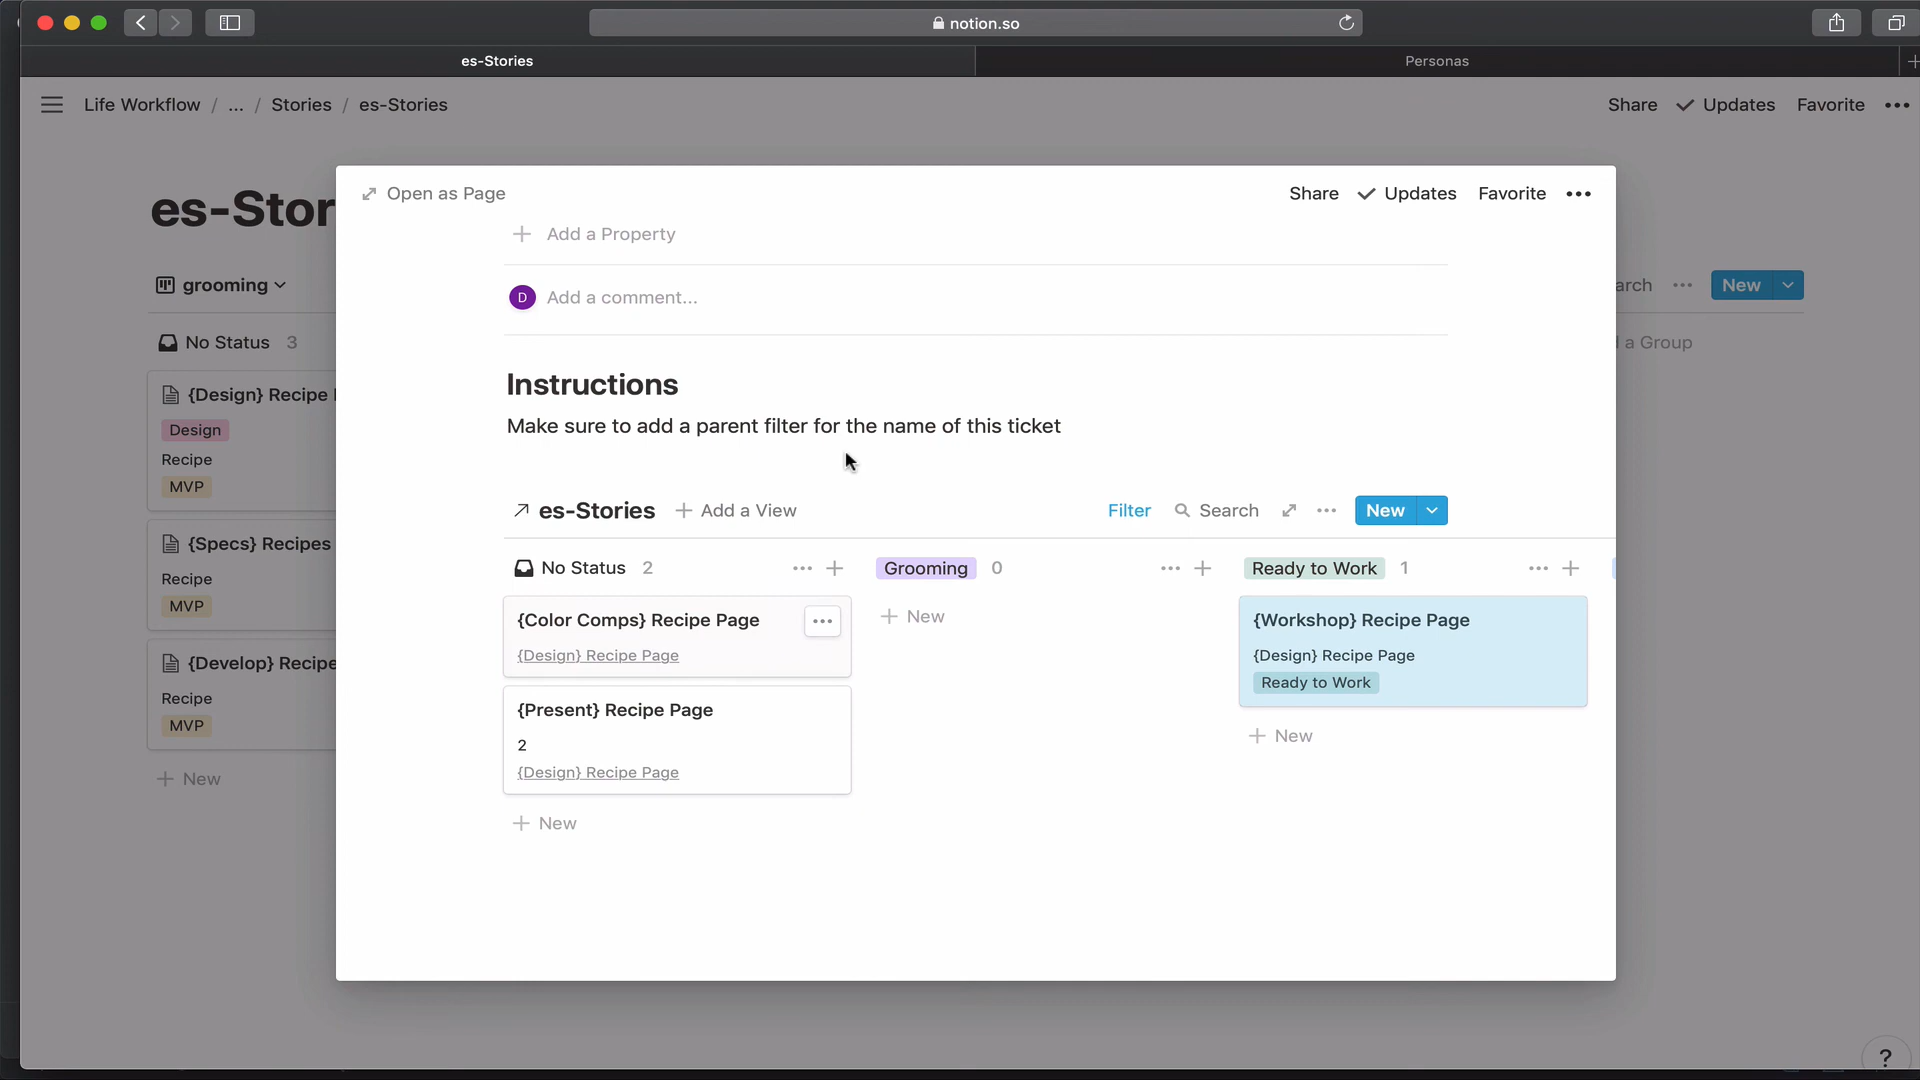 notion.so
es-Stories
Personas
Life Workflow / ... / Stories / es-Stories
Share Updates Favorite
es-Stor
Open as Page
Share Updates Favorite
Add a Property
grooming
arch
New
D Add a comment...
No Status 3
a Group
Instructions
Make sure to add a parent filter for the name of this ticket
{Design} Recipe
Design
Recipe
MVP
es-Stories
Add a View
Filter
Search
New
{Specs} Recipes
Recipe
MVP
No Status 2
Grooming 0
Ready to Work 1
{Color Comps} Recipe Page
{Design} Recipe Page
New
{Workshop} Recipe Page
{Design} Recipe Page
Ready to Work
New
{Develop} Recipe
Recipe
MVP
New
{Present} Recipe Page
2
{Design} Recipe Page
New
?